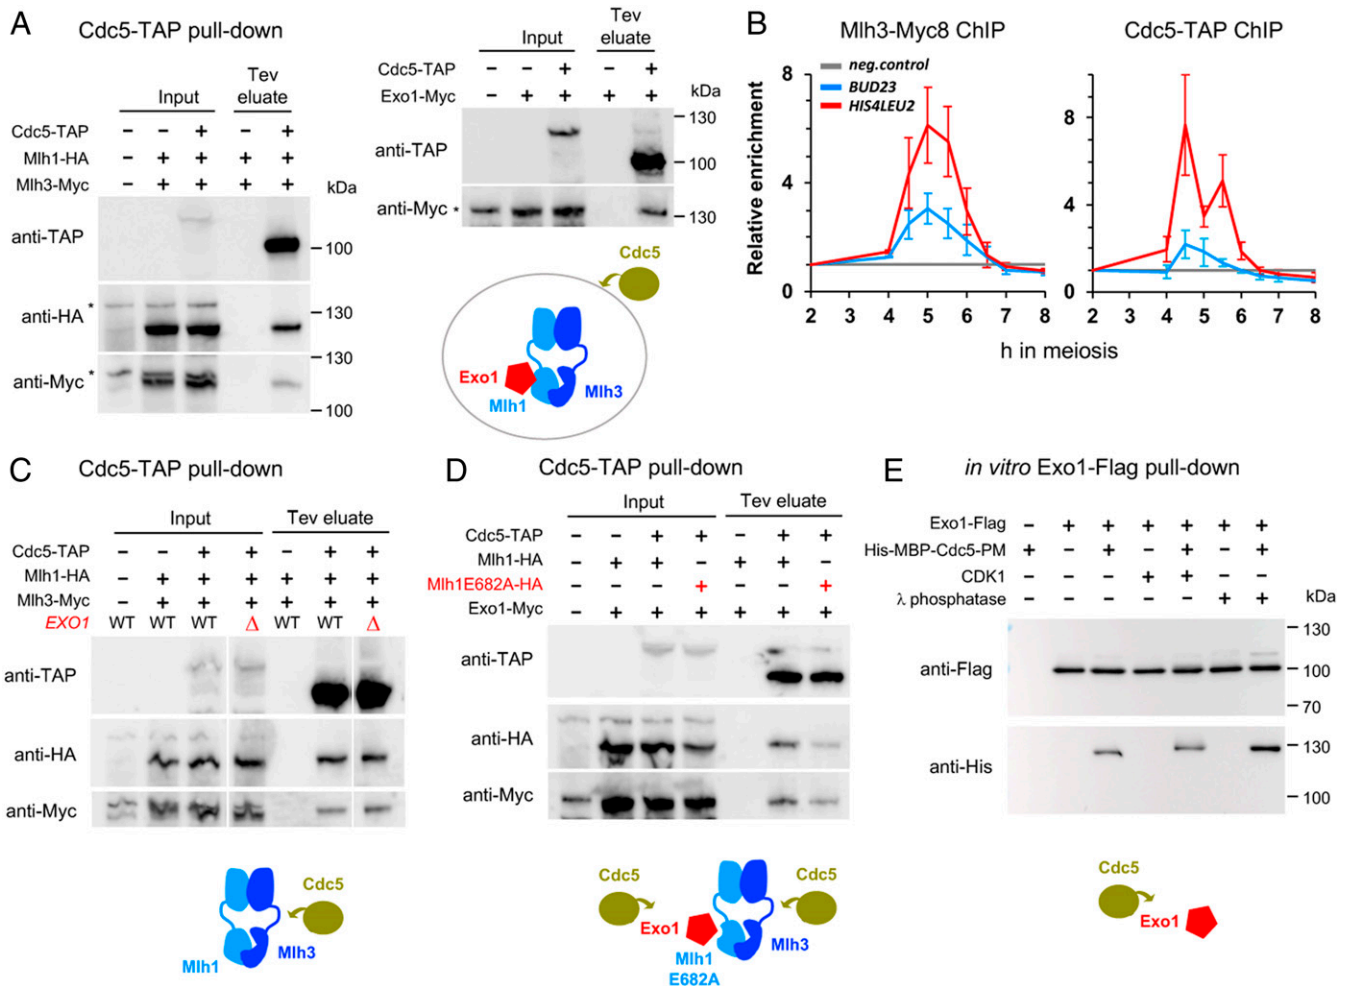 A
Cdc5-TAP pull-down
Input
Tev
eluate
Cdc5-TAP – – + – +
Mlh1-HA – + + + +
Mlh3-Myc – + + + +
kDa
anti-TAP
100
anti-HA
*
130
anti-Myc
*
130
100
Input
Tev
eluate
Cdc5-TAP – – + – +
Exo1-Myc – + + + +
kDa
130
anti-TAP
100
anti-Myc *
130
Cdc5
Exo1
Mlh1
Mlh3
B
Mlh3-Myc8 ChIP
Cdc5-TAP ChIP
neg.control
BUD23
HIS4LEU2
Relative enrichment
8
4
0
2 3 4 5 6 7 8
8
4
0
2 3 4 5 6 7 8
h in meiosis
C
Cdc5-TAP pull-down
Input
Tev eluate
Cdc5-TAP – – + + – + +
Mlh1-HA – + + + + + +
Mlh3-Myc – + + + + + +
EXO1 WT WT WT Δ WT WT Δ
anti-TAP
anti-HA
anti-Myc
Cdc5
Mlh1
Mlh3
D
Cdc5-TAP pull-down
Input
Tev eluate
Cdc5-TAP – – + + – + +
Mlh1-HA – + + – + + –
Mlh1E682A-HA – – – + – – +
Exo1-Myc – + + + + + +
anti-TAP
anti-HA
anti-Myc
Cdc5
Cdc5
Exo1
Mlh1
E682A
Mlh3
E
in vitro Exo1-Flag pull-down
Exo1-Flag – + + + + + +
His-MBP-Cdc5-PM + – + – + – +
CDK1 – – – + + – –
λ phosphatase – – – – – + +
kDa
130
anti-Flag
100
70
130
anti-His
100
Cdc5
Exo1